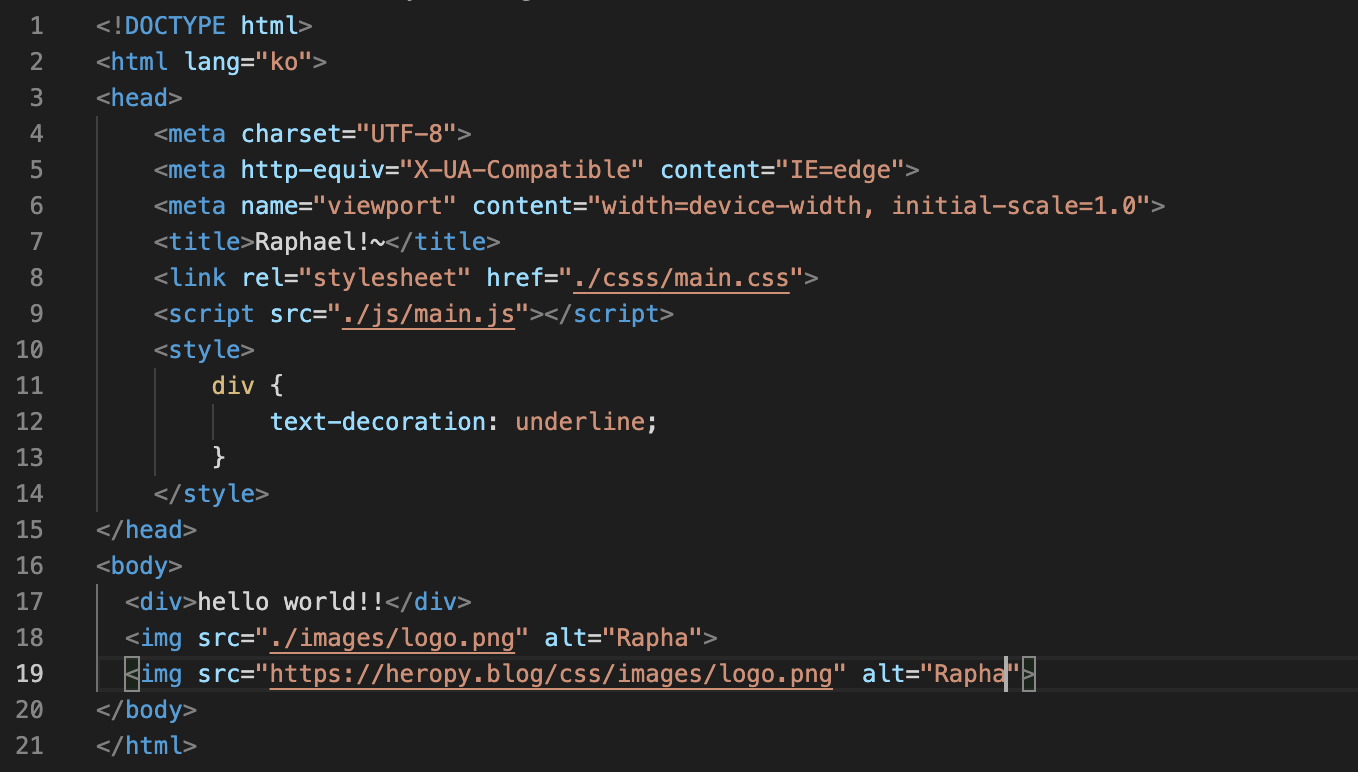 1 <!DOCTYPE html>
2 <html lang="ko">
3 <head>
4     <meta charset="UTF-8">
5     <meta http-equiv="X-UA-Compatible" content="IE=edge">
6     <meta name="viewport" content="width=device-width, initial-scale=1.0">
7     <title>Raphael!~</title>
8     <link rel="stylesheet" href="./csss/main.css">
9     <script src="./js/main.js"></script>
10     <style>
11         div {
12             text-decoration: underline;
13         }
14     </style>
15 </head>
16 <body>
17   <div>hello world!!</div>
18   <img src="./images/logo.png" alt="Rapha">
19   <img src="https://heropy.blog/css/images/logo.png" alt="Rapha">
20 </body>
21 </html>